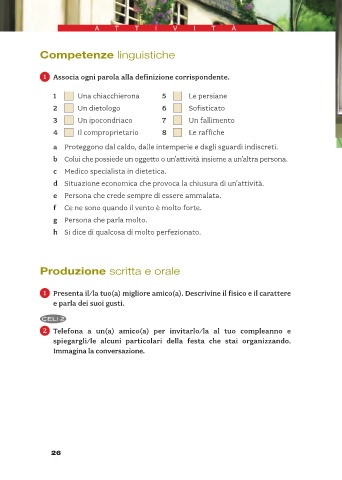 ATTIVITÀ
Competenze linguistiche
1 Associa ogni parola alla definizione corrispondente.
1 Una chiacchierona 5 Le persiane
2 Un dietologo 6 Sofisticato
3 Un ipocondriaco 7 Un fallimento
4 Il comproprietario 8 Le raffiche
a Proteggono dal caldo, dalle intemperie e dagli sguardi indiscreti.
b Colui che possiede un oggetto o un'attività insieme a un'altra persona.
c Medico specialista in dietetica.
d Situazione economica che provoca la chiusura di un'attività.
e Persona che crede sempre di essere ammalata.
f Ce ne sono quando il vento è molto forte.
g Persona che parla molto.
h Si dice di qualcosa di molto perfezionato.
Produzione scritta e orale
1 Presenta il/la tuo(a) migliore amico(a). Descrivine il fisico e il carattere
e parla dei suoi gusti.
CELI 2
2 Telefona a un(a) amico(a) per invitarlo/la al tuo compleanno e
spiegargli/le alcuni particolari della festa che stai organizzando.
Immagina la conversazione.
26